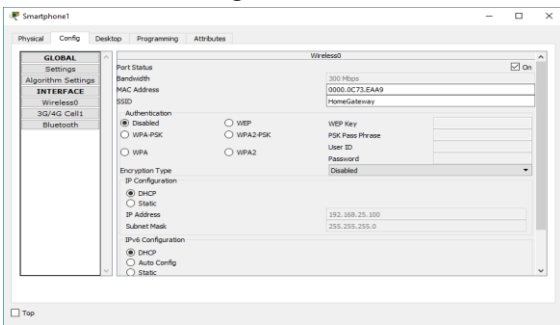 Smartphone1
Physical Config Desktop Programming Attributes
GLOBAL
Settings
Algorithm Settings
INTERFACE
Wireless0
3G/4G Cell1
Bluetooth
Wireless0
Port Status On
Bandwidth 300 Mbps
MAC Address 0000.0C73.EAA9
SSID HomeGateway
Authentication
Disabled WEP WEP Key
WPA-PSK WPA2-PSK PSK Pass Phrase
User ID
WPA WPA2 Password
Encryption Type Disabled
IP Configuration
DHCP
Static
IP Address 192.168.25.100
Subnet Mask 255.255.255.0
IPv6 Configuration
DHCP
Auto Config
Static
Top